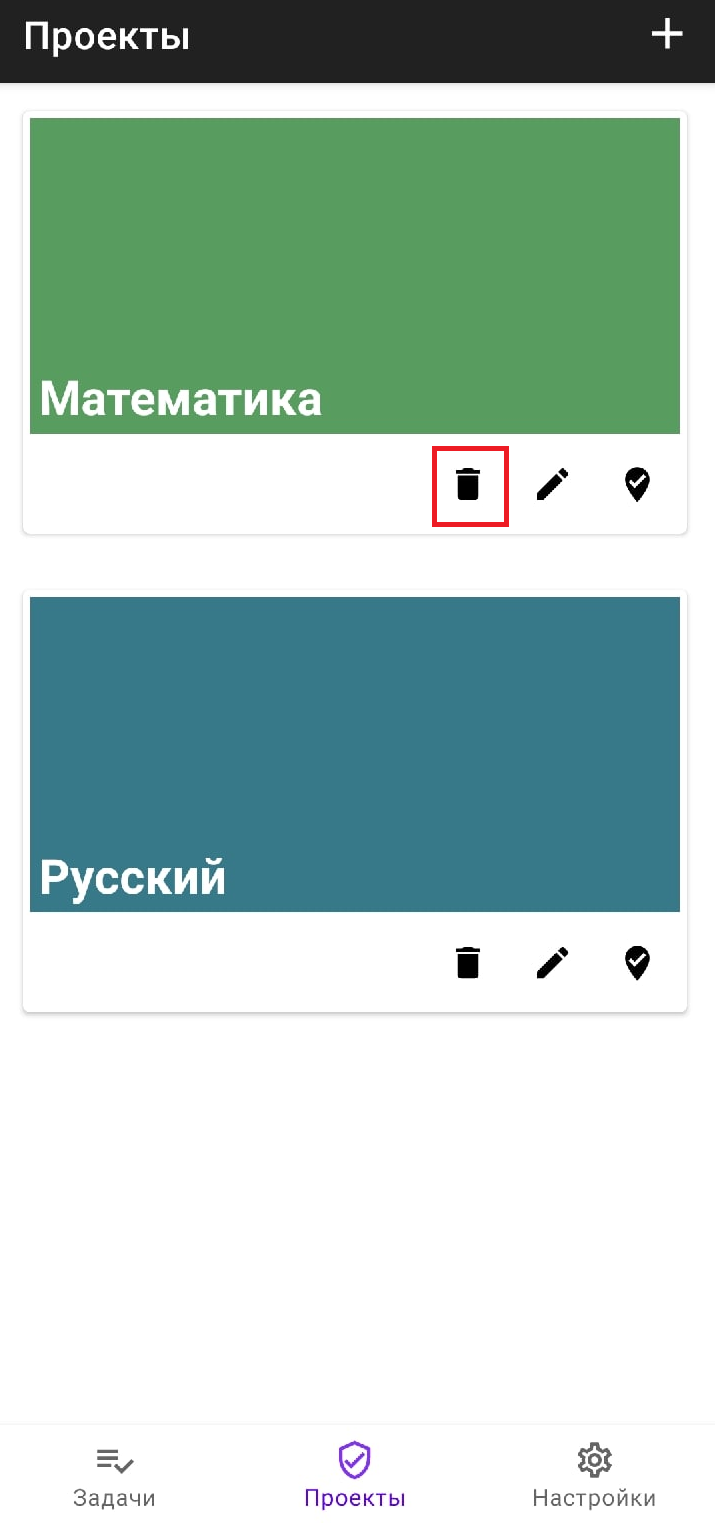 Проекты
Математика
Русский
Задачи
Проекты
Настройки